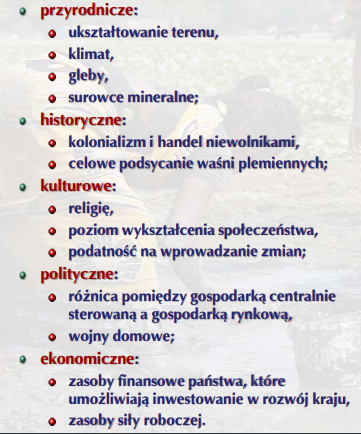 przyrodnicze:
ukształtowanie terenu,
klimat,
gleby,
surowce mineralne;
historyczne:
kolonializm i handel niewolnikami,
celowe podsycanie waśni plemiennych;
kulturowe:
religię,
poziom wykształcenia społeczeństwa,
podatność na wprowadzanie zmian;
polityczne:
różnica pomiędzy gospodarką centralnie
sterowaną a gospodarką rynkową,
wojny domowe;
ekonomiczne:
zasoby finansowe państwa, które
umożliwiają inwestowanie w rozwój kraju,
zasoby siły roboczej.